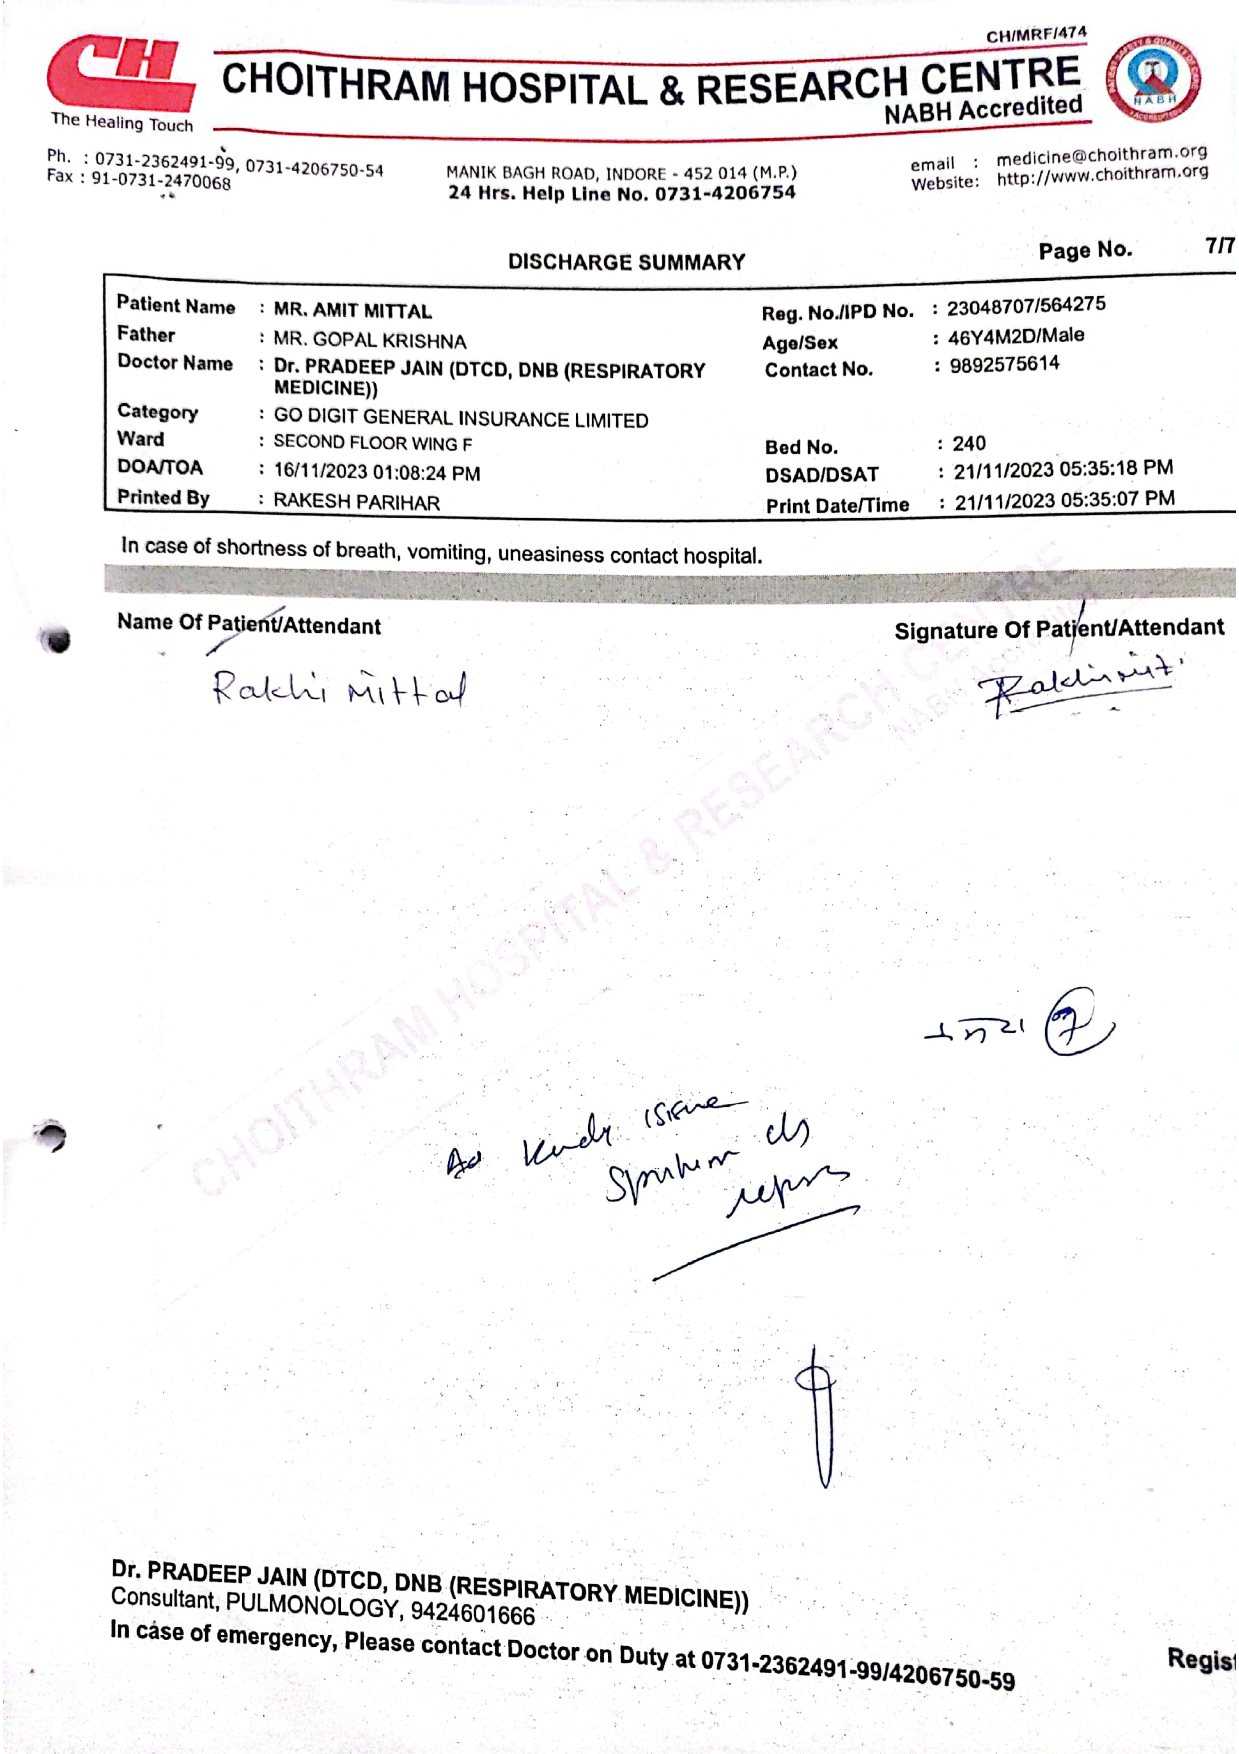 CH/MRF/474
CH
The Healing Touch
CHOITHRAM HOSPITAL & RESEARCH CENTRE
NABH Accredited
NABH
Ph. : 0731-2362491-99, 0731-4206750-54
Fax : 91-0731-2470068
MANIK BAGH ROAD, INDORE - 452 014 (M.P.)
24 Hrs. Help Line No. 0731-4206754
email : medicine@choithram.org
Website: http://www.choithram.org
DISCHARGE SUMMARY
Page No. 7/7
Patient Name : MR. AMIT MITTAL
Reg. No./IPD No. : 23048707/564275
Father : MR. GOPAL KRISHNA
Age/Sex : 46Y4M2D/Male
Doctor Name : Dr. PRADEEP JAIN (DTCD, DNB (RESPIRATORY
MEDICINE))
Contact No. : 9892575614
Category : GO DIGIT GENERAL INSURANCE LIMITED
Ward : SECOND FLOOR WING F
Bed No. : 240
DOA/TOA : 16/11/2023 01:08:24 PM
DSAD/DSAT : 21/11/2023 05:35:18 PM
Printed By : RAKESH PARIHAR
Print Date/Time : 21/11/2023 05:35:07 PM
In case of shortness of breath, vomiting, uneasiness contact hospital.
Name Of Patient/Attendant
Signature Of Patient/Attendant
Rakhi Mittal
CHOITHRAM HOSPITAL & RESEARCH CENTRE
NABH Accredited
7
Kindly issue
reports
Dr. PRADEEP JAIN (DTCD, DNB (RESPIRATORY MEDICINE))
Consultant, PULMONOLOGY, 9424601666
In case of emergency, Please contact Doctor on Duty at 0731-2362491-99/4206750-59
Regist